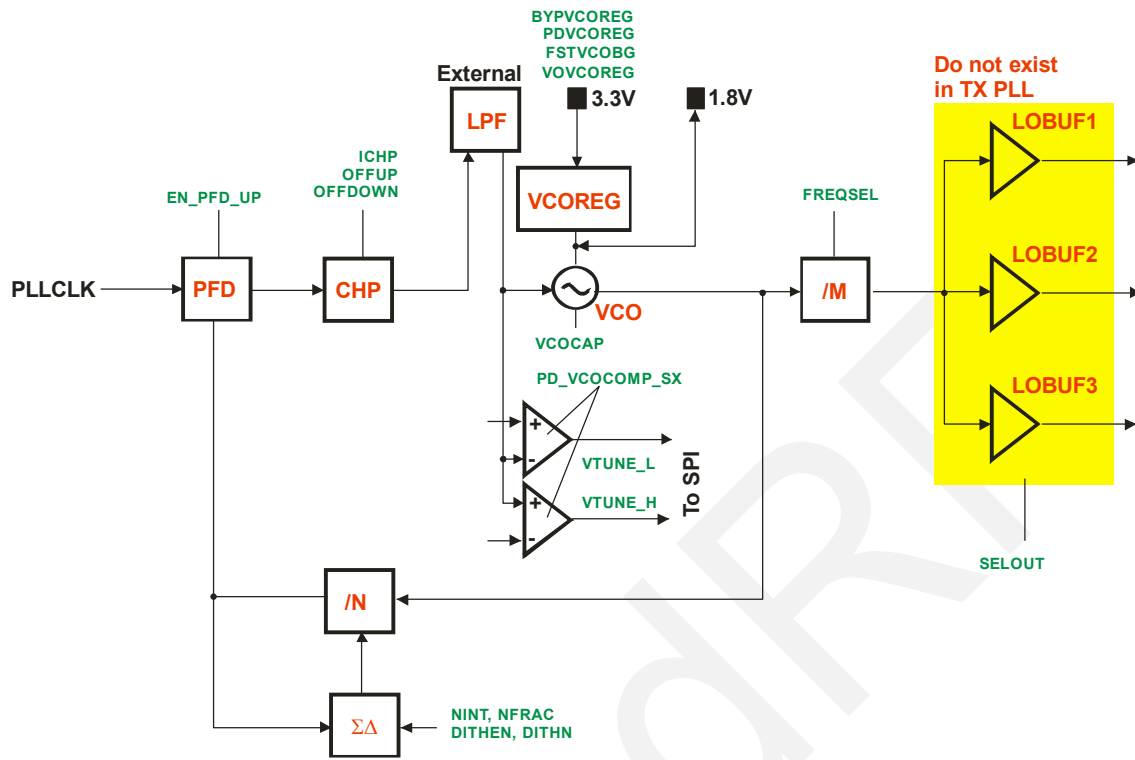 BYPVCOREG
PDVCOREG
FSTVCOBG
VOVCOREG
External
3.3V
1.8V
Do not exist
in TX PLL
LPF
LOBUF1
ICHP
OFFUP
OFFDOWN
EN_PFD_UP
VCOREG
FREQSEL
PLLCLK
PFD
CHP
VCO
/M
LOBUF2
VCOCAP
PD_VCOCOMP_SX
LOBUF3
+
-
VTUNE_L
+
-
VTUNE_H
To SPI
SELOUT
/N
ΣΔ
NINT, NFRAC
DITHEN, DITHN